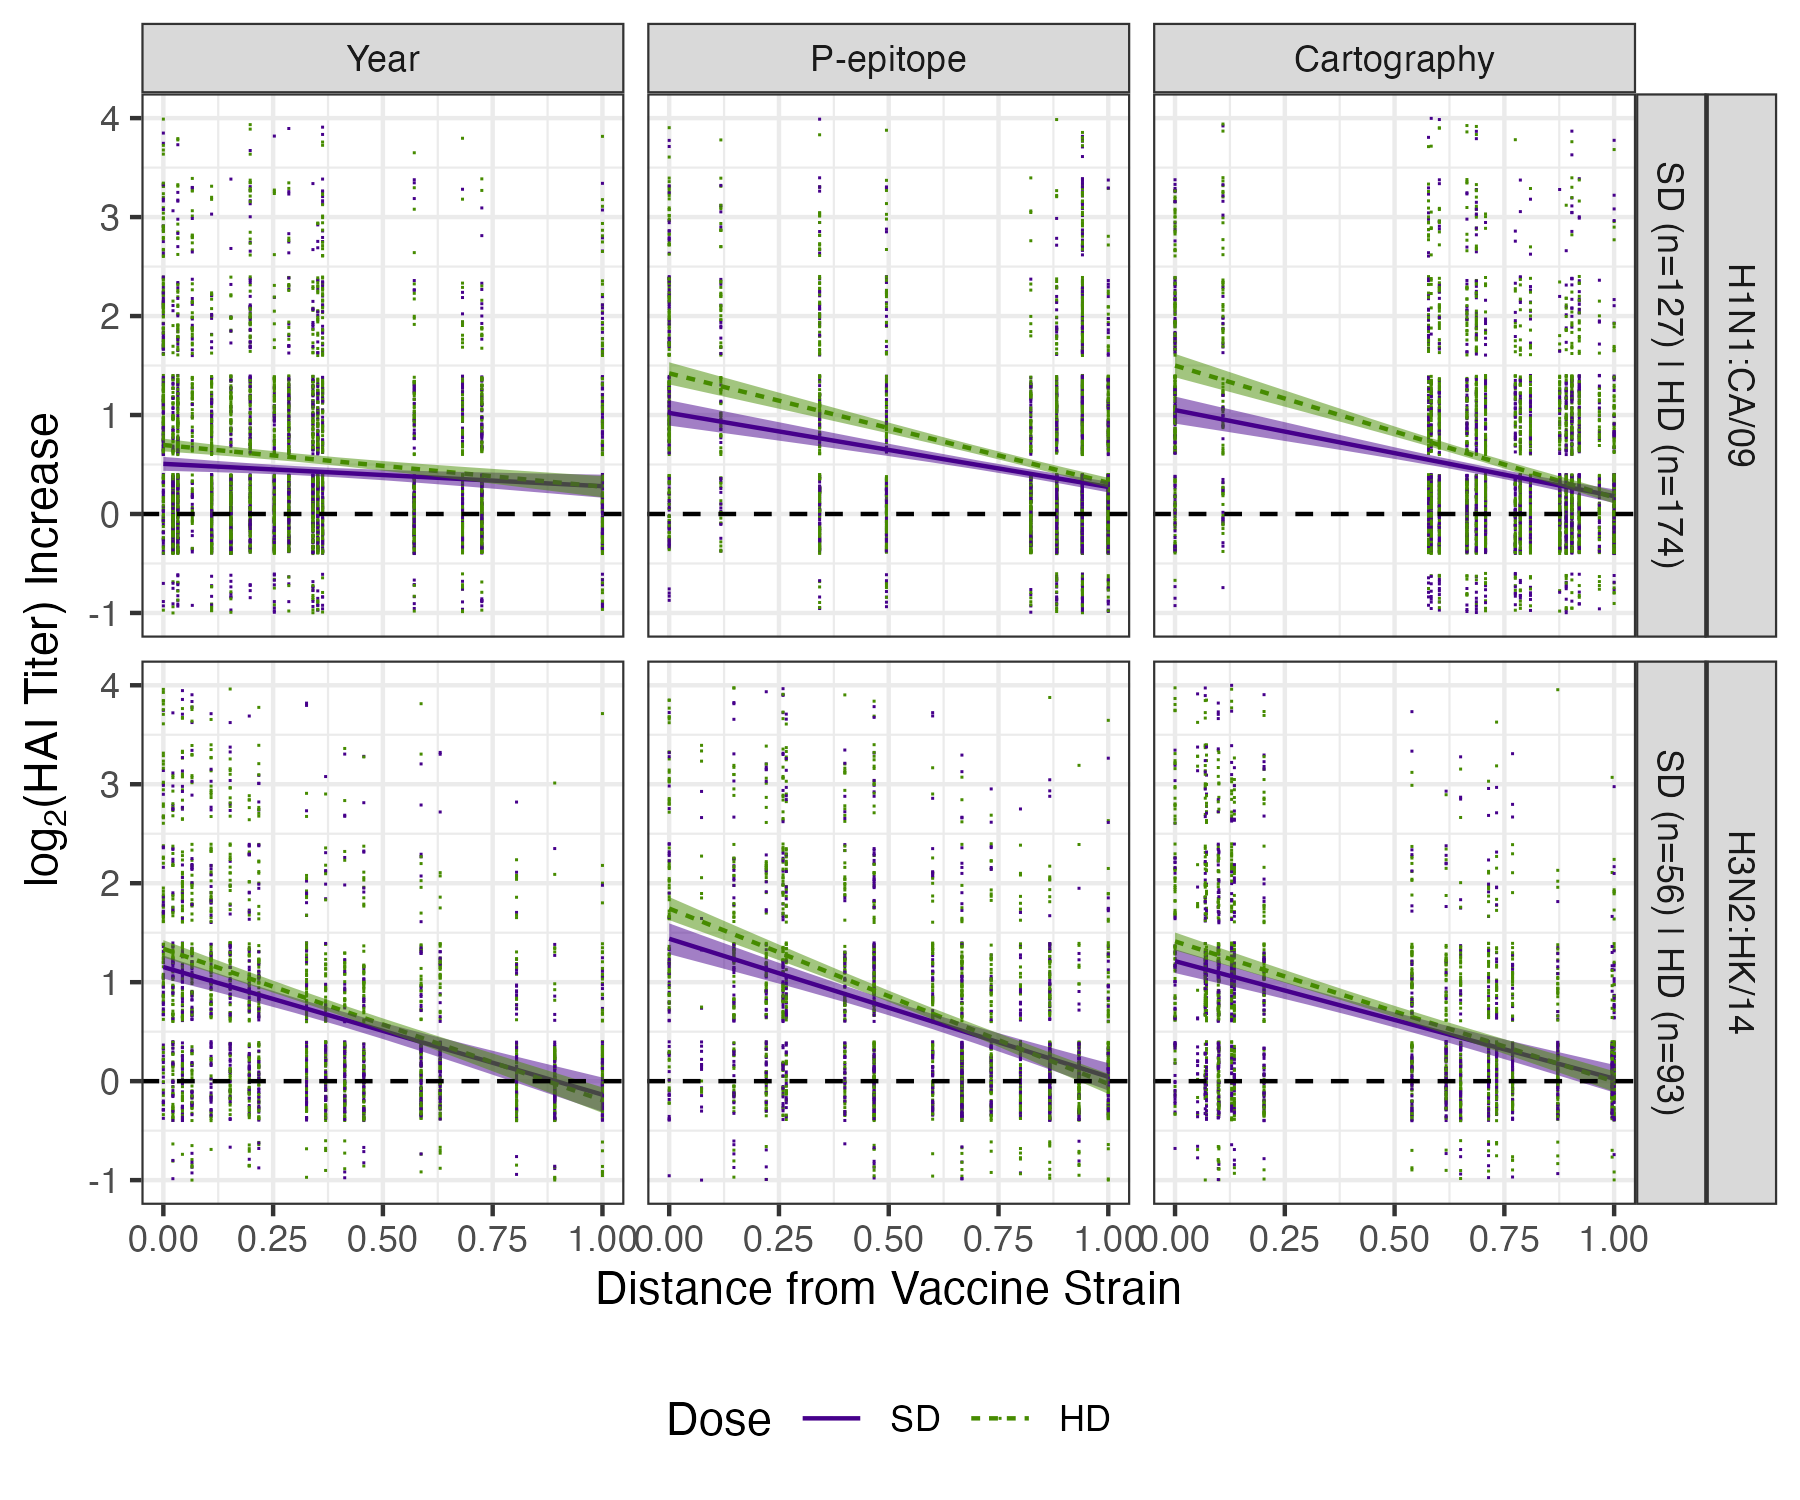 Year
P-epitope
Cartography
4
3
2
1
0
-1
SD (n=127) | HD (n=174)
H1N1:CA/09
log2(HAI Titer) Increase
4
3
2
1
0
-1
SD (n=56) | HD (n=93)
H3N2:HK/14
0.00 0.25 0.50 0.75 1.00
0.00 0.25 0.50 0.75 1.00
0.00 0.25 0.50 0.75 1.00
Distance from Vaccine Strain
Dose SD HD